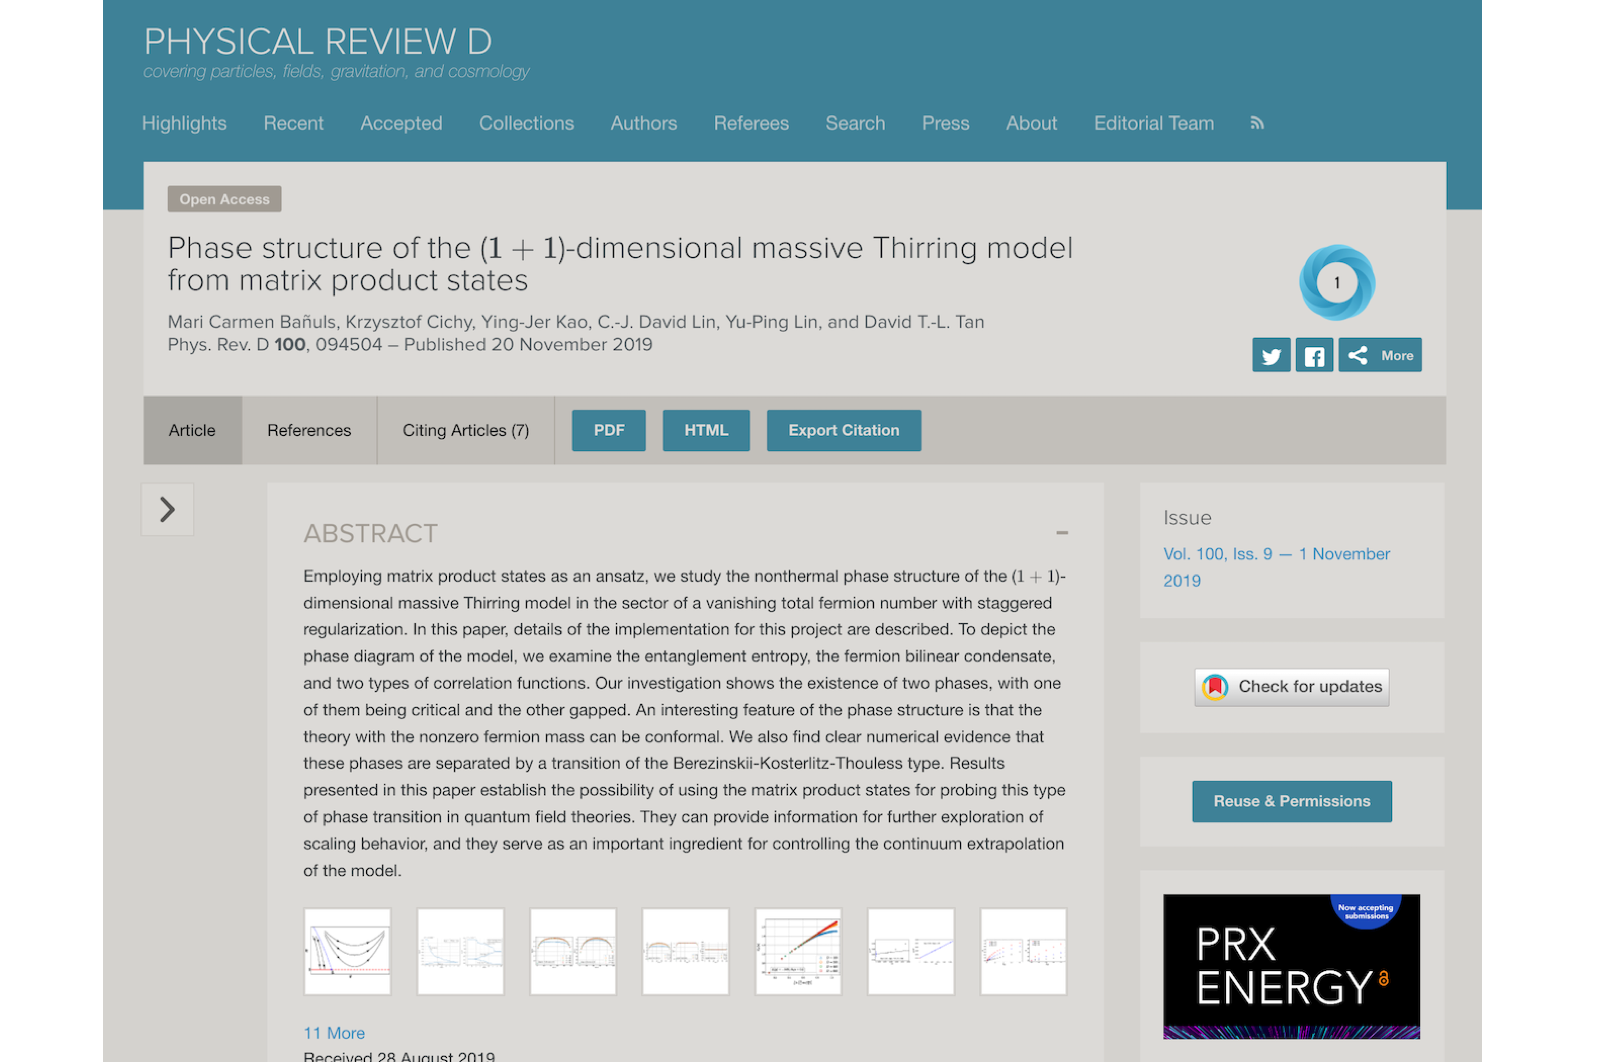 PHYSICAL REVIEW D
covering particles, fields, gravitation, and cosmology
Highlights Recent Accepted Collections Authors Referees Search Press About Editorial Team
Open Access
Phase structure of the (1 + 1)-dimensional massive Thirring model
from matrix product states
Mari Carmen Bañuls, Krzysztof Cichy, Ying-Jer Kao, C.-J. David Lin, Yu-Ping Lin, and David T.-L. Tan
Phys. Rev. D 100, 094504 – Published 20 November 2019
1
More
Article References Citing Articles (7) PDF HTML Export Citation
ABSTRACT
Employing matrix product states as an ansatz, we study the nonthermal phase structure of the (1 + 1)-
dimensional massive Thirring model in the sector of a vanishing total fermion number with staggered
regularization. In this paper, details of the implementation for this project are described. To depict the
phase diagram of the model, we examine the entanglement entropy, the fermion bilinear condensate,
and two types of correlation functions. Our investigation shows the existence of two phases, with one
of them being critical and the other gapped. An interesting feature of the phase structure is that the
theory with the nonzero fermion mass can be conformal. We also find clear numerical evidence that
these phases are separated by a transition of the Berezinskii-Kosterlitz-Thouless type. Results
presented in this paper establish the possibility of using the matrix product states for probing this type
of phase transition in quantum field theories. They can provide information for further exploration of
scaling behavior, and they serve as an important ingredient for controlling the continuum extrapolation
of the model.
11 More
Received 28 August 2019
Issue
Vol. 100, Iss. 9 — 1 November
2019
Check for updates
Reuse & Permissions
Now accepting
submissions
PRX
ENERGY